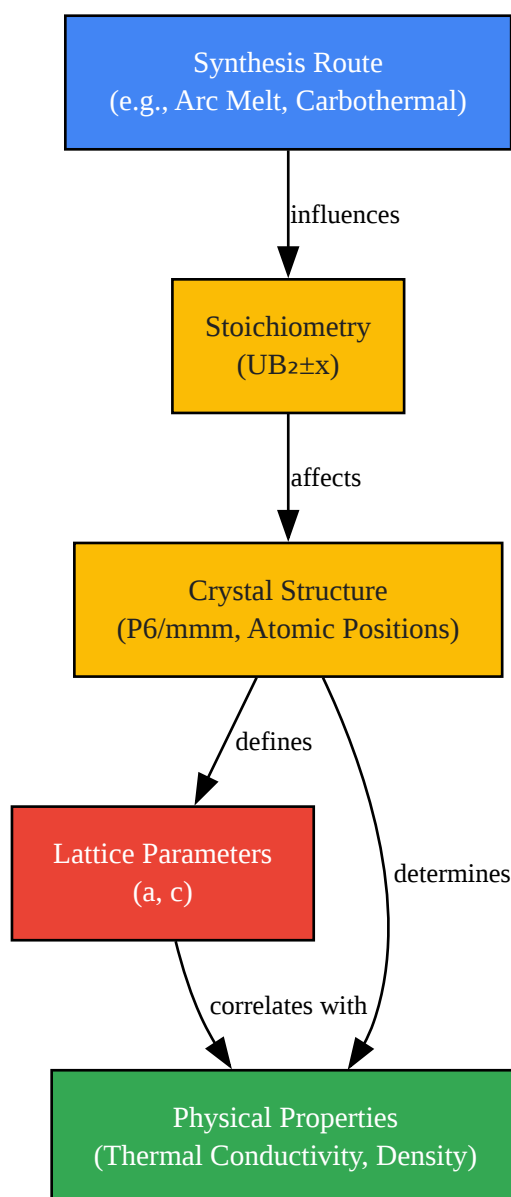 Synthesis Route
(e.g., Arc Melt, Carbothermal)
influences
Stoichiometry
(UB₂±x)
affects
Crystal Structure
(P6/mmm, Atomic Positions)
defines
Lattice Parameters
(a, c)
determines
correlates with
Physical Properties
(Thermal Conductivity, Density)